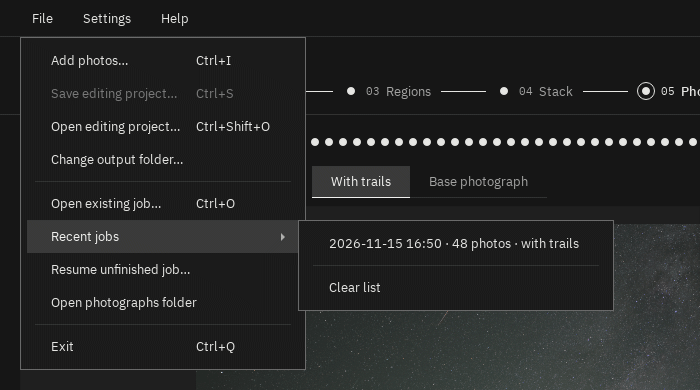 File Settings Help
Add photos... Ctrl+I
Save editing project... Ctrl+S
Open editing project... Ctrl+Shift+O
Change output folder...
Open existing job... Ctrl+O
Recent jobs
Resume unfinished job...
Open photographs folder
Exit Ctrl+Q
03 Regions 04 Stack 05 Pho
With trails Base photograph
2026-11-15 16:50 · 48 photos · with trails
Clear list